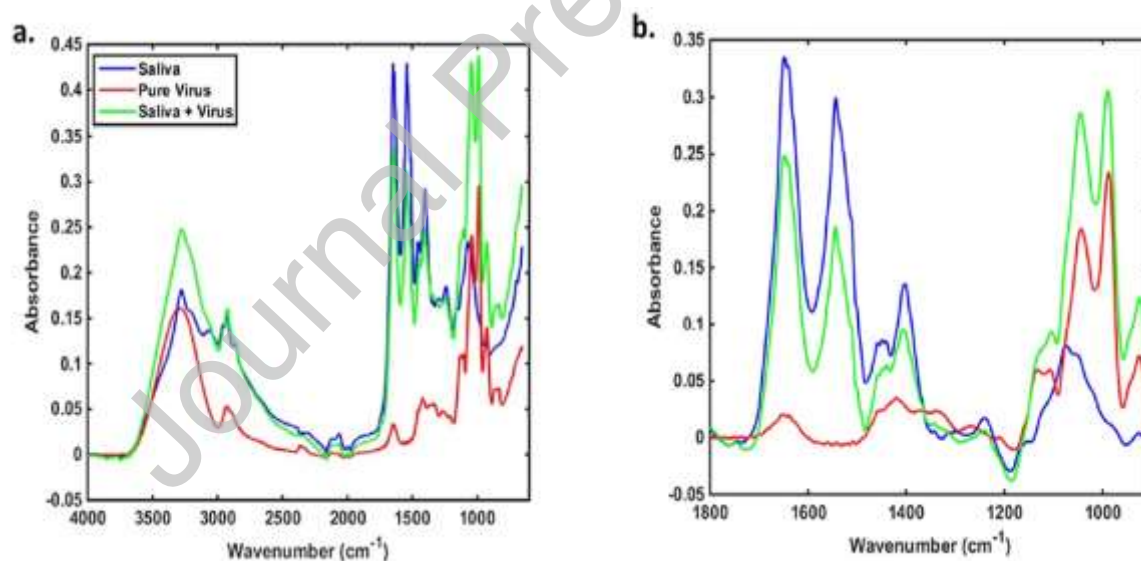 a.
0.45
0.4
0.35
0.3
0.25
0.2
0.15
0.1
0.05
0
-0.05
Absorbance
Saliva
Pure Virus
Saliva + Virus
4000 3500 3000 2500 2000 1500 1000
Wavenumber (cm⁻¹)
b.
0.35
0.3
0.25
0.2
0.15
0.1
0.05
0
-0.05
Absorbance
1800 1600 1400 1200 1000
Wavenumber (cm⁻¹)
Journal Pre